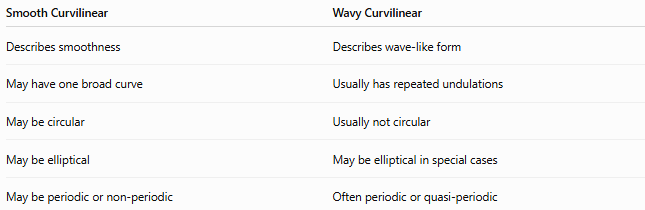 Smooth Curvilinear Wavy Curvilinear
Describes smoothness Describes wave-like form
May have one broad curve Usually has repeated undulations
May be circular Usually not circular
May be elliptical May be elliptical in special cases
May be periodic or non-periodic Often periodic or quasi-periodic